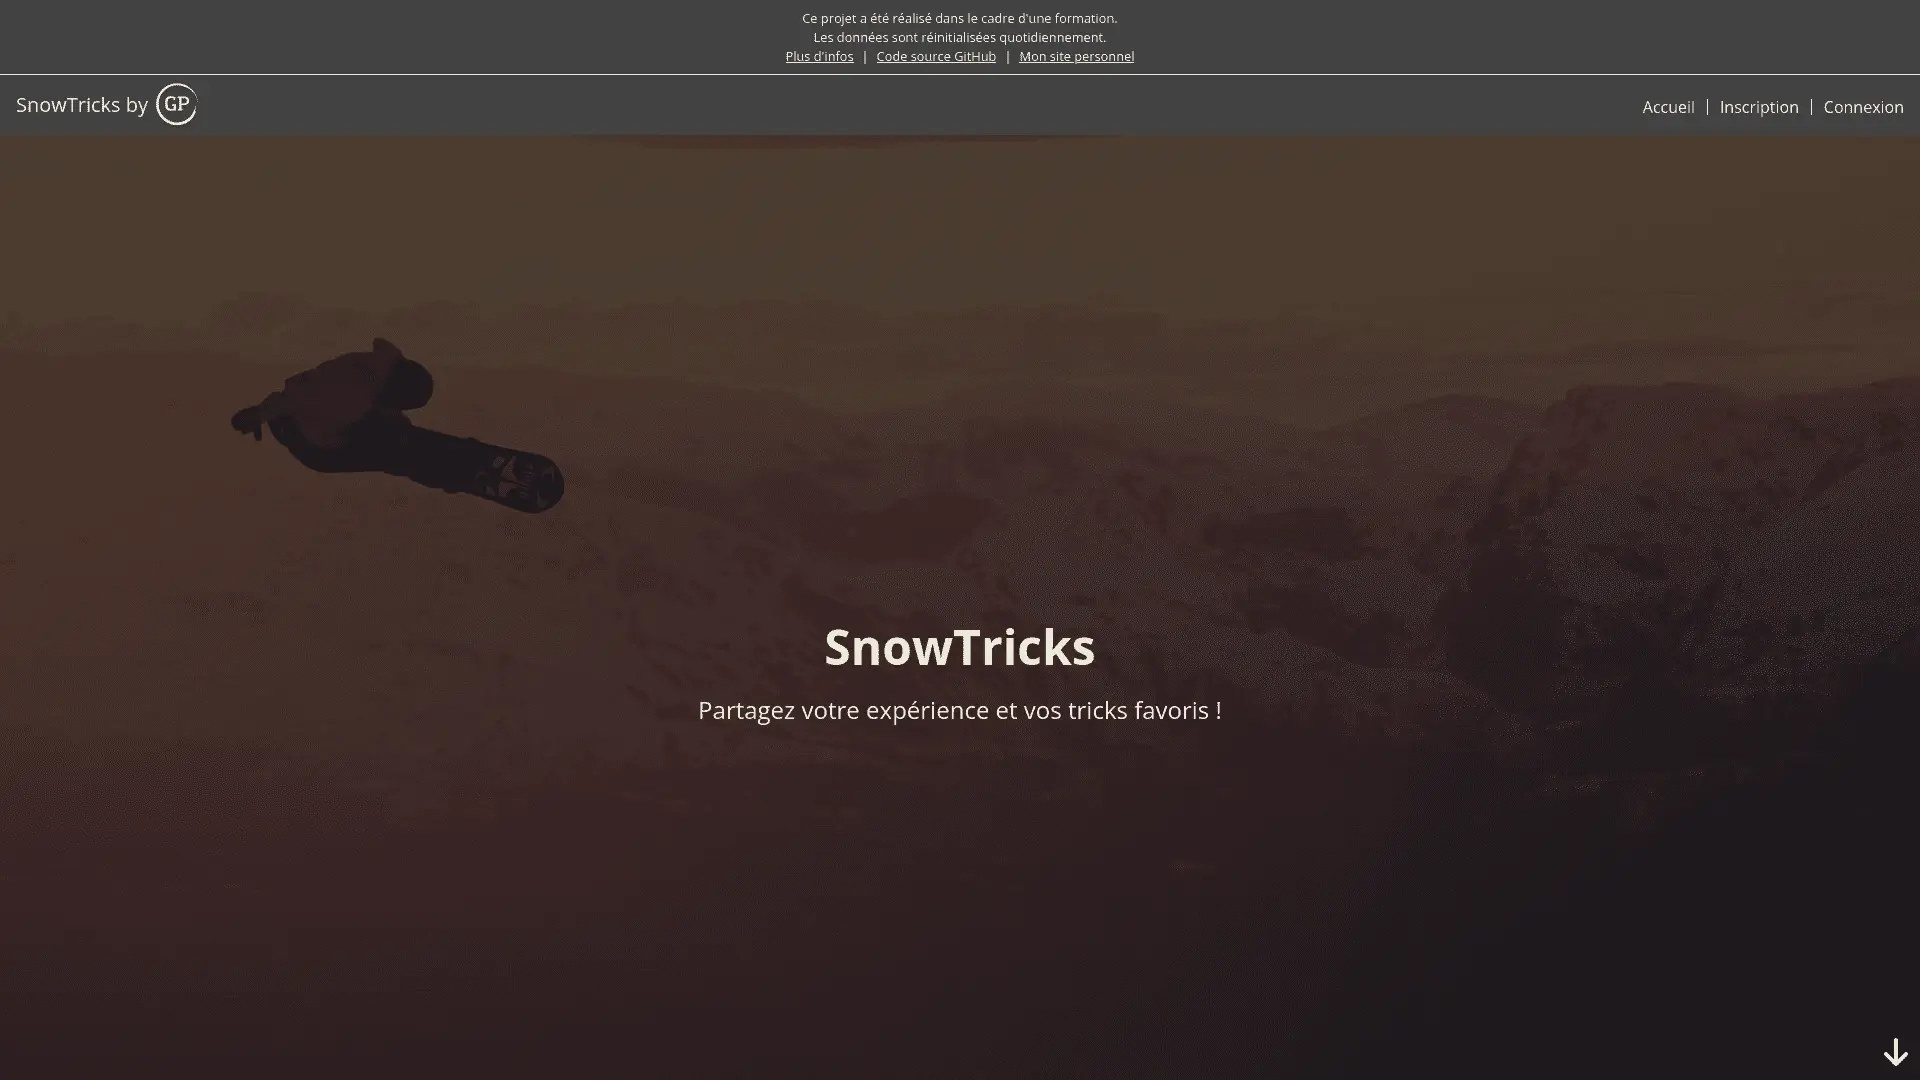 Ce projet a été réalisé dans le cadre d'une formation.
Les données sont réinitialisées quotidiennement.
Plus d'infos | Code source GitHub | Mon site personnel
SnowTricks by GP
Accueil | Inscription | Connexion
SnowTricks
Partagez votre expérience et vos tricks favoris !